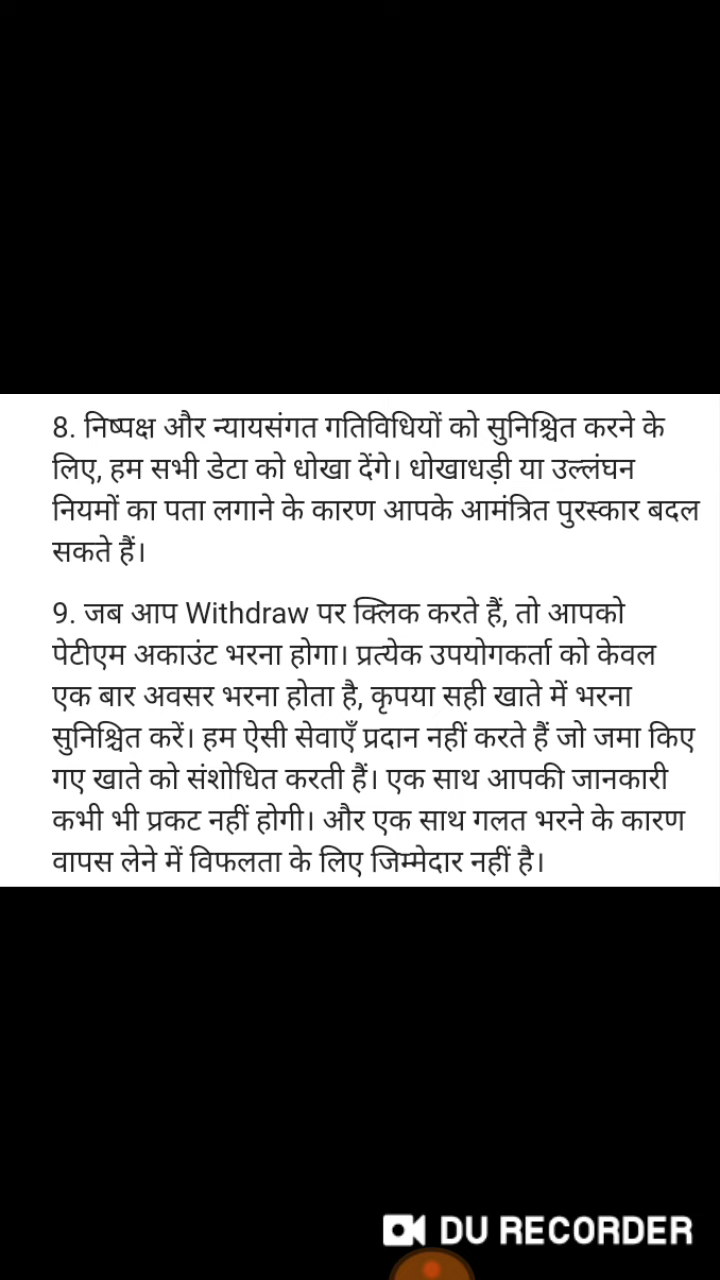 8. निष्पक्ष और न्यायसंगत गतिविधियों को सुनिश्चित करने के
लिए, हम सभी डेटा को धोखा देंगे। धोखाधड़ी या उल्लंघन
नियमों का पता लगाने के कारण आपके आमंत्रित पुरस्कार बदल
सकते हैं।
9. जब आप Withdraw पर क्लिक करते हैं, तो आपको
पेटीएम अकाउंट भरना होगा। प्रत्येक उपयोगकर्ता को केवल
एक बार अवसर भरना होता है, कृपया सही खाते में भरना
सुनिश्चित करें। हम ऐसी सेवाएँ प्रदान नहीं करते हैं जो जमा किए
गए खाते को संशोधित करती हैं। एक साथ आपकी जानकारी
कभी भी प्रकट नहीं होगी। और एक साथ गलत भरने के कारण
वापस लेने में विफलता के लिए जिम्मेदार नहीं है।
DU RECORDER